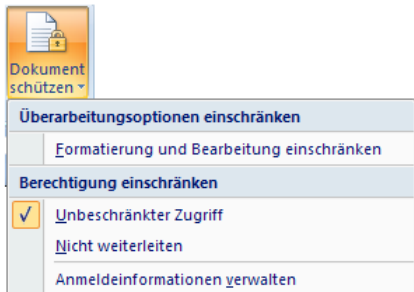 Dokument
schützen
Überarbeitungsoptionen einschränken
Formatierung und Bearbeitung einschränken
Berechtigung einschränken
Unbeschränkter Zugriff
Nicht weiterleiten
Anmeldeinformationen verwalten